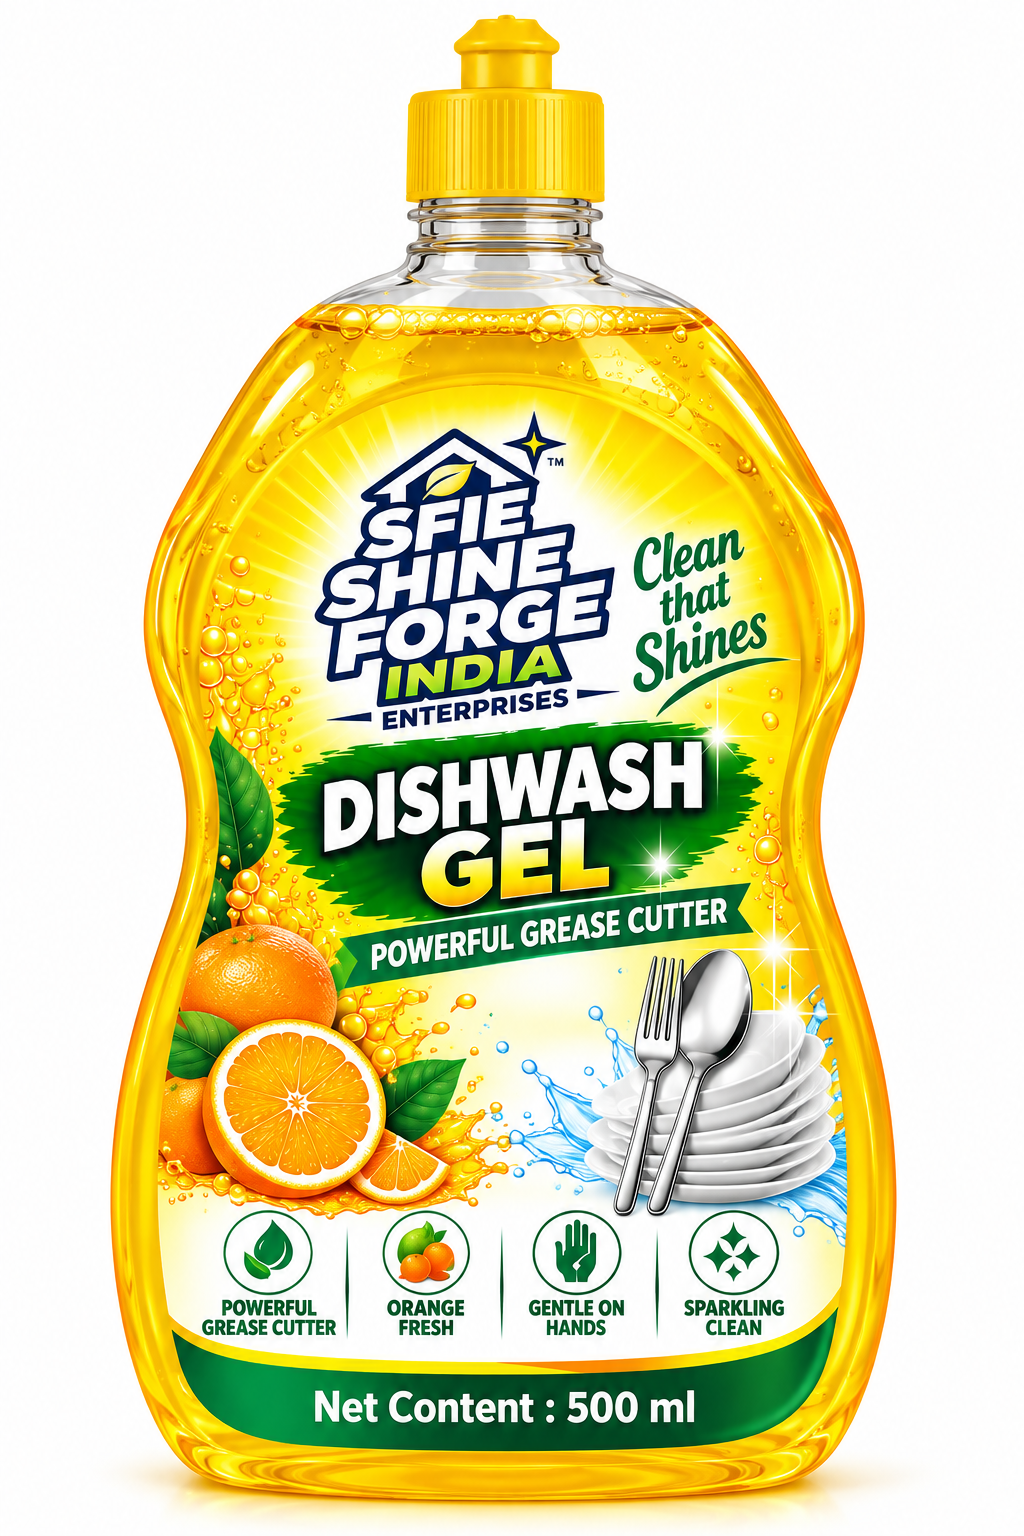 SFIE
SHINE
FORGE
INDIA
ENTERPRISES
TM
Clean
that
Shines
DISHWASH
GEL
POWERFUL GREASE CUTTER
POWERFUL
GREASE CUTTER
ORANGE
FRESH
GENTLE ON
HANDS
SPARKLING
CLEAN
Net Content : 500 ml